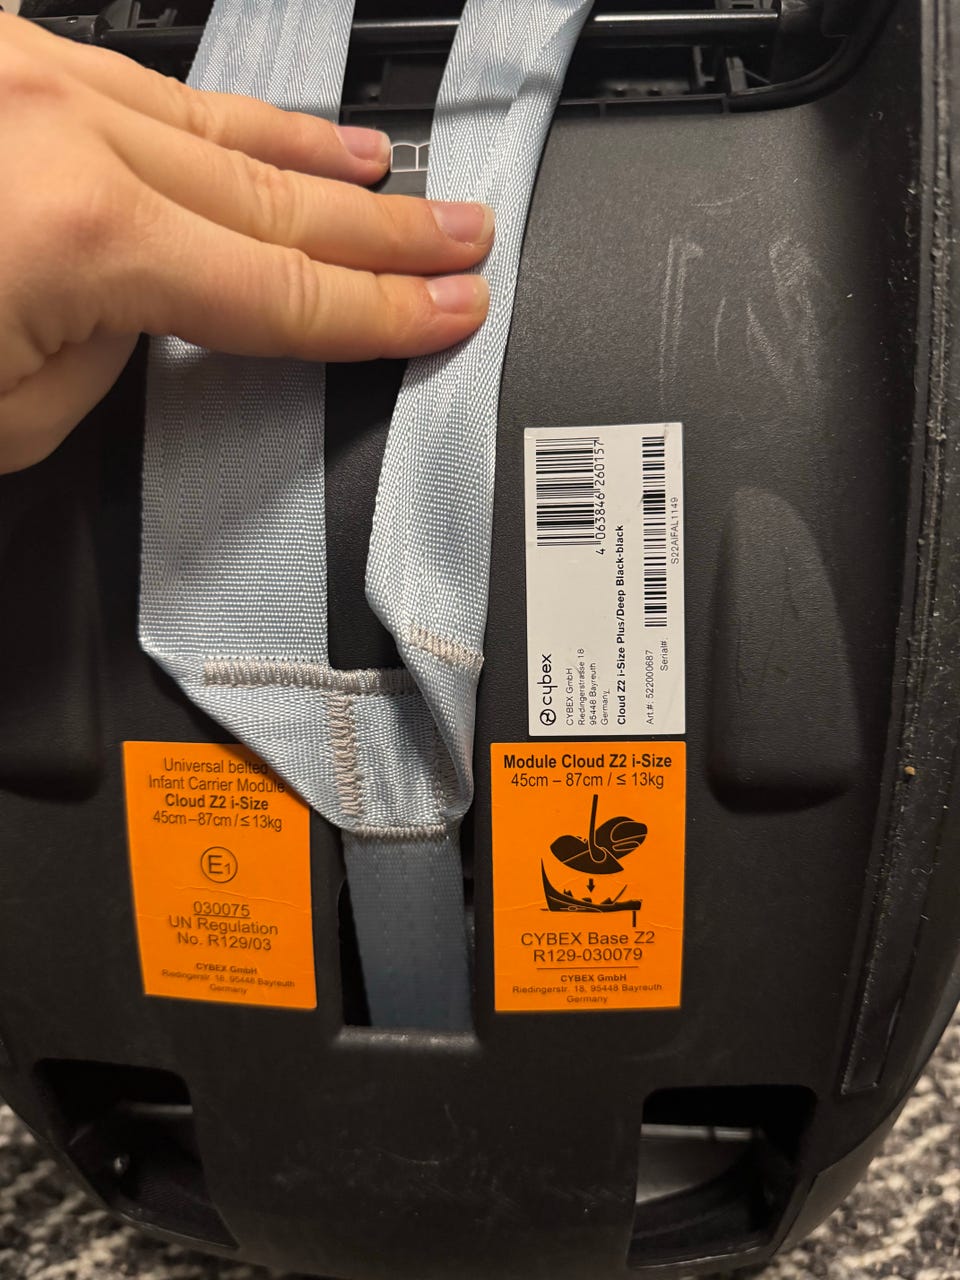 4 063846 260157
S22AIFAL1149
cybex
CYBEX GmbH
Riedingerstrasse 18
95448 Bayreuth
Germany
Cloud Z2 i-Size Plus/Deep Black-black
Art.#: 522000687
Serial#:
Universal belted
Infant Carrier Module
Cloud Z2 i-Size
45cm–87cm / ≤ 13kg
E1
030075
UN Regulation
No. R129/03
CYBEX GmbH
Riedingerstr. 18, 95448 Bayreuth
Germany
Module Cloud Z2 i-Size
45cm – 87cm / ≤ 13kg
CYBEX Base Z2
R129-030079
CYBEX GmbH
Riedingerstr. 18, 95448 Bayreuth
Germany